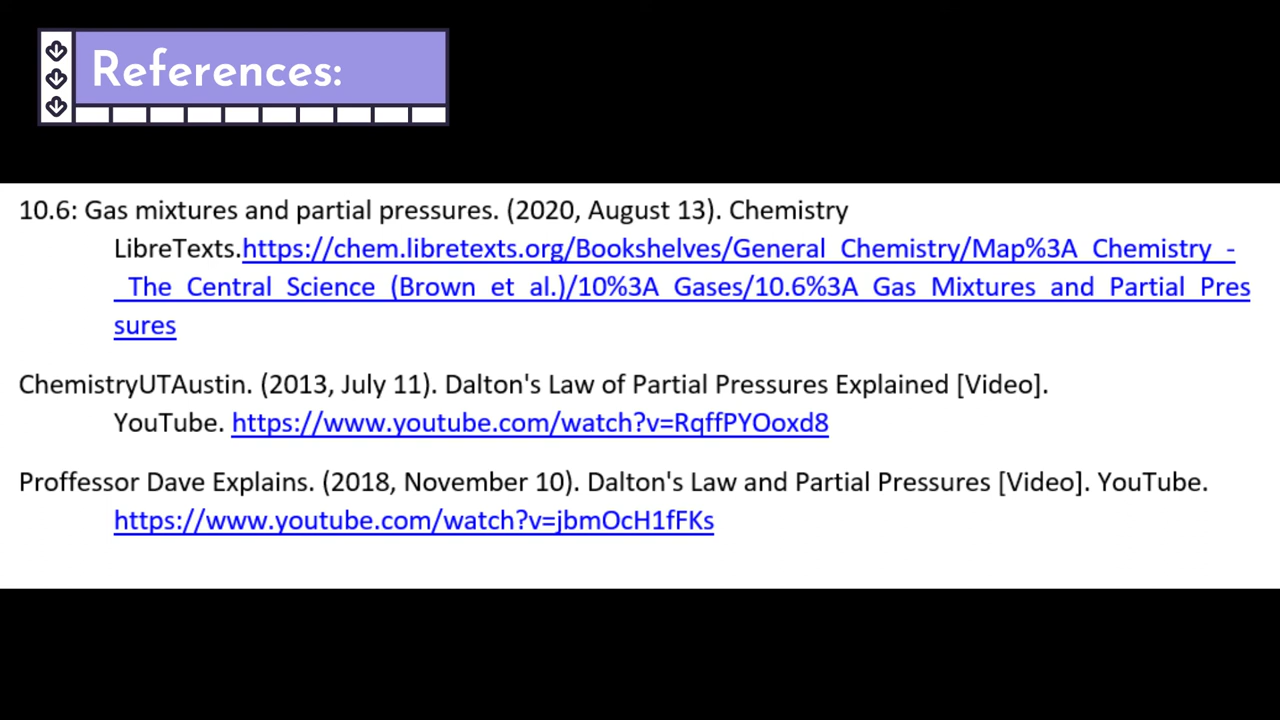 References:
10.6: Gas mixtures and partial pressures. (2020, August 13). Chemistry
LibreTexts.https://chem.libretexts.org/Bookshelves/General_Chemistry/Map%3A_Chemistry_-
_The_Central_Science_(Brown_et_al.)/10%3A_Gases/10.6%3A_Gas_Mixtures_and_Partial_Pres
sures
ChemistryUTAustin. (2013, July 11). Dalton's Law of Partial Pressures Explained [Video].
YouTube. https://www.youtube.com/watch?v=RqffPYOoxd8
Proffessor Dave Explains. (2018, November 10). Dalton's Law and Partial Pressures [Video]. YouTube.
https://www.youtube.com/watch?v=jbmOcH1fFKs